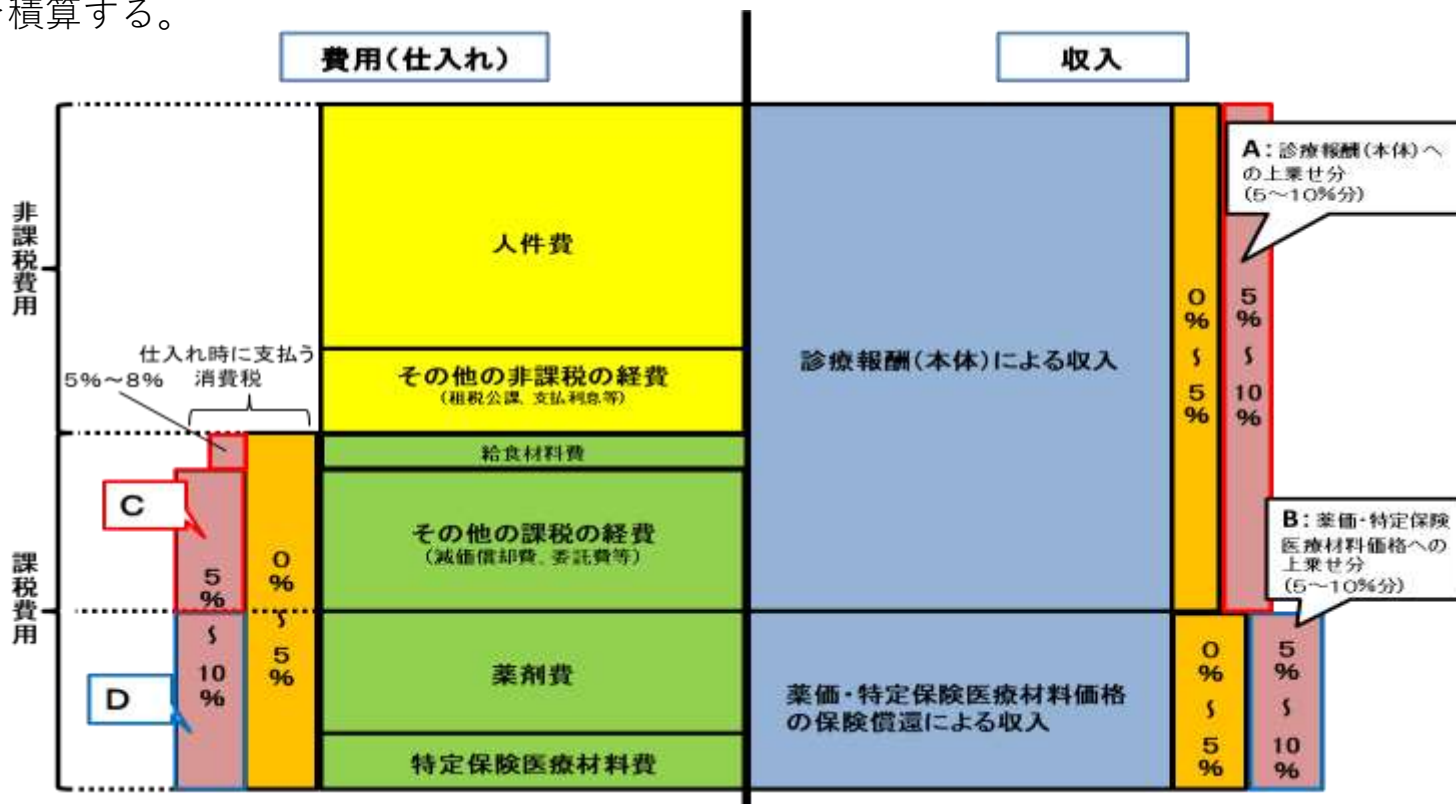 を積算する。
費用(仕入れ)
収入
非課税費用
課税費用
仕入れ時に支払う
消費税
5%～8%
C
D
5%～10%
0%～5%
人件費
その他の非課税の経費
(租税公課、支払利息等)
給食材料費
その他の課税の経費
(減価償却費、委託費等)
薬剤費
特定保険医療材料費
診療報酬(本体)による収入
薬価・特定保険医療材料価格
の保険償還による収入
0%～5%
5%～10%
0%～5%
5%～10%
A:診療報酬(本体)へ
の上乗せ分
(5～10%分)
B:薬価・特定保険
医療材料価格への
上乗せ分
(5～10%分)